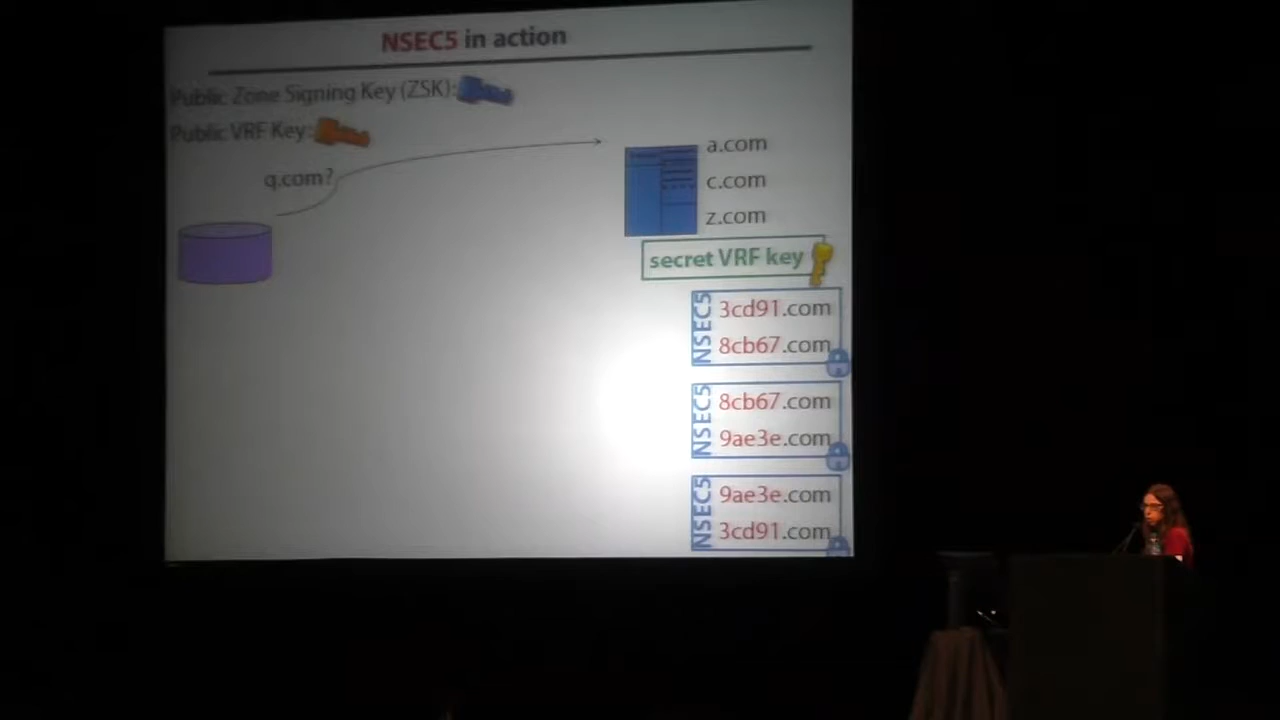 NSEC5 in action
Public Zone Signing Key (ZSK):
Public VRF Key:
q.com?
a.com
c.com
z.com
secret VRF key
NSEC5
3cd91.com
8cb67.com
NSEC5
8cb67.com
9ae3e.com
NSEC5
9ae3e.com
3cd91.com